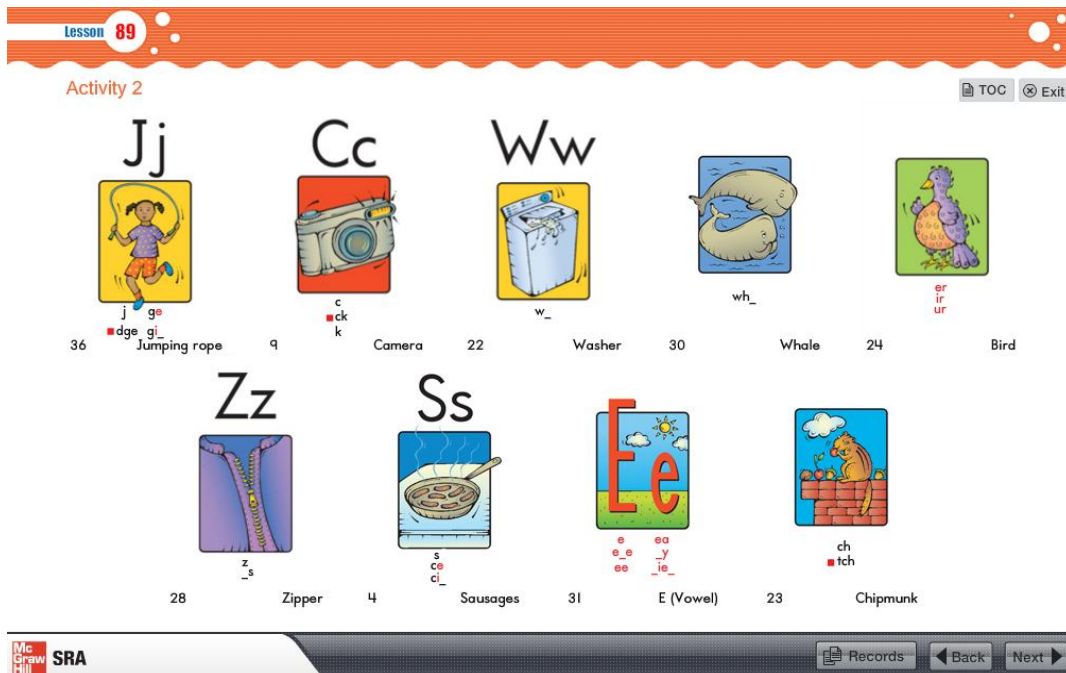 Lesson 89
Activity 2
TOC Exit
Jj Cc Ww
j ge
■dge gi_
c
■ck
k
w_
wh_
er
ir
ur
36 Jumping rope 9 Camera 22 Washer 30 Whale 24 Bird
Zz Ss Ee
z
_s
s
ce
ci_
e ea
e_e _y
ee _ie_
ch
■tch
28 Zipper 4 Sausages 31 E (Vowel) 23 Chipmunk
Mc
Graw
Hill
SRA
Records Back Next